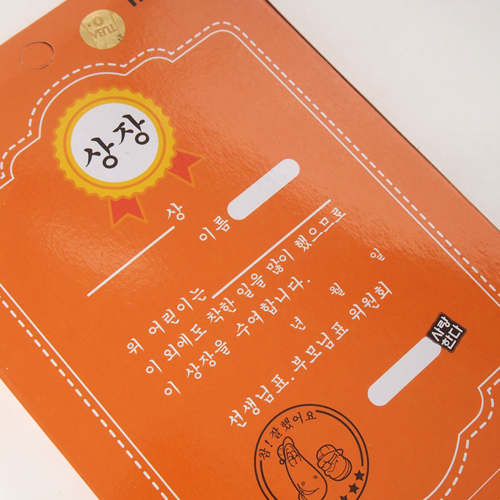 상장
상
이름
위 어린이는
이 외에도 착한 일을 많이 했으므로
이 상장을 수여합니다.
년 월 일
선생님표.부모님표 위원회
사랑
한다
참!잘했어요